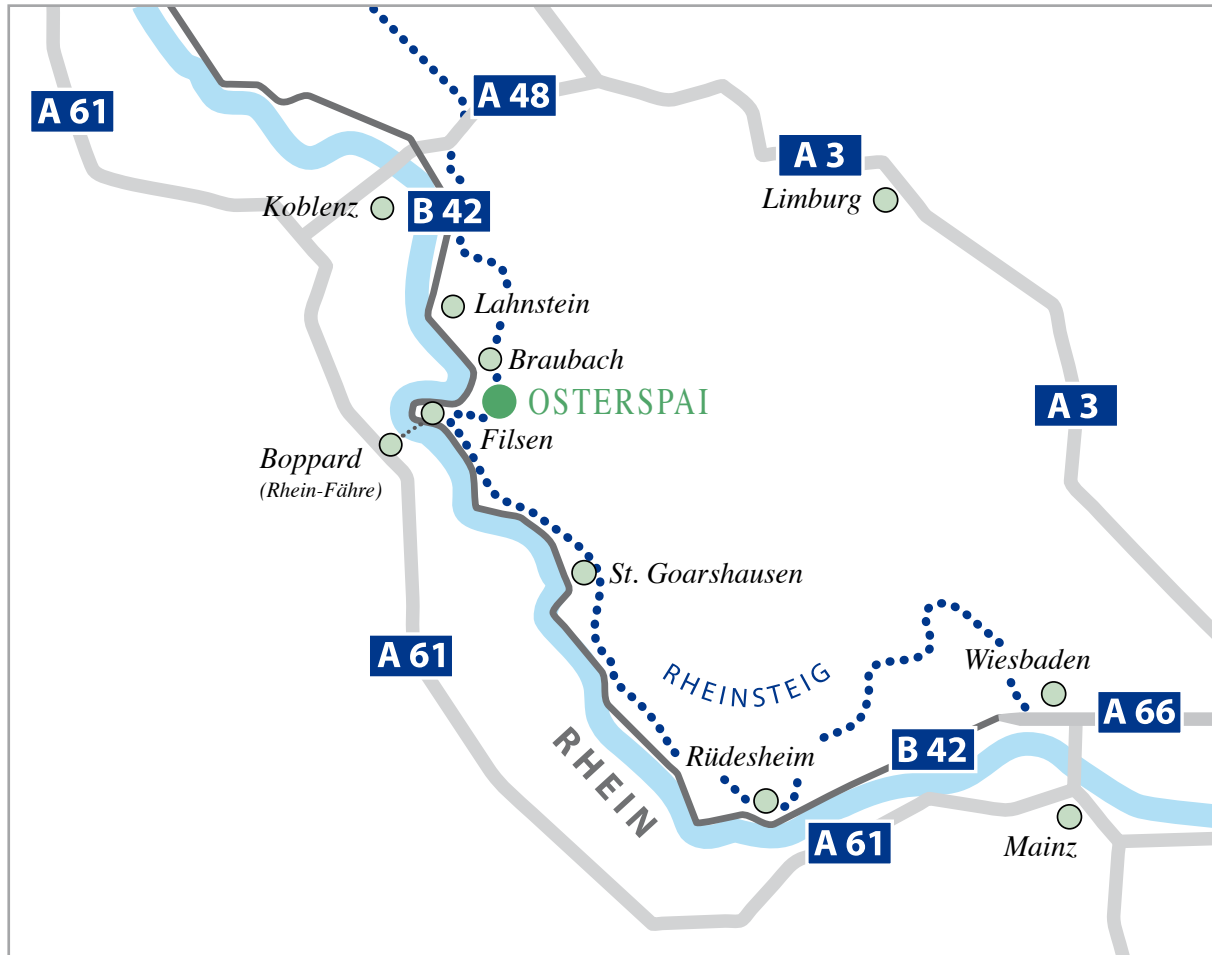 A 48
A 61
A 3
Limburg
Koblenz
B 42
Lahnstein
Braubach
OSTERSPAI
A 3
Filsen
Boppard
(Rhein-Fähre)
St. Goarshausen
A 61
Wiesbaden
RHEINSTEIG
A 66
RHEIN
Rüdesheim
B 42
A 61
Mainz